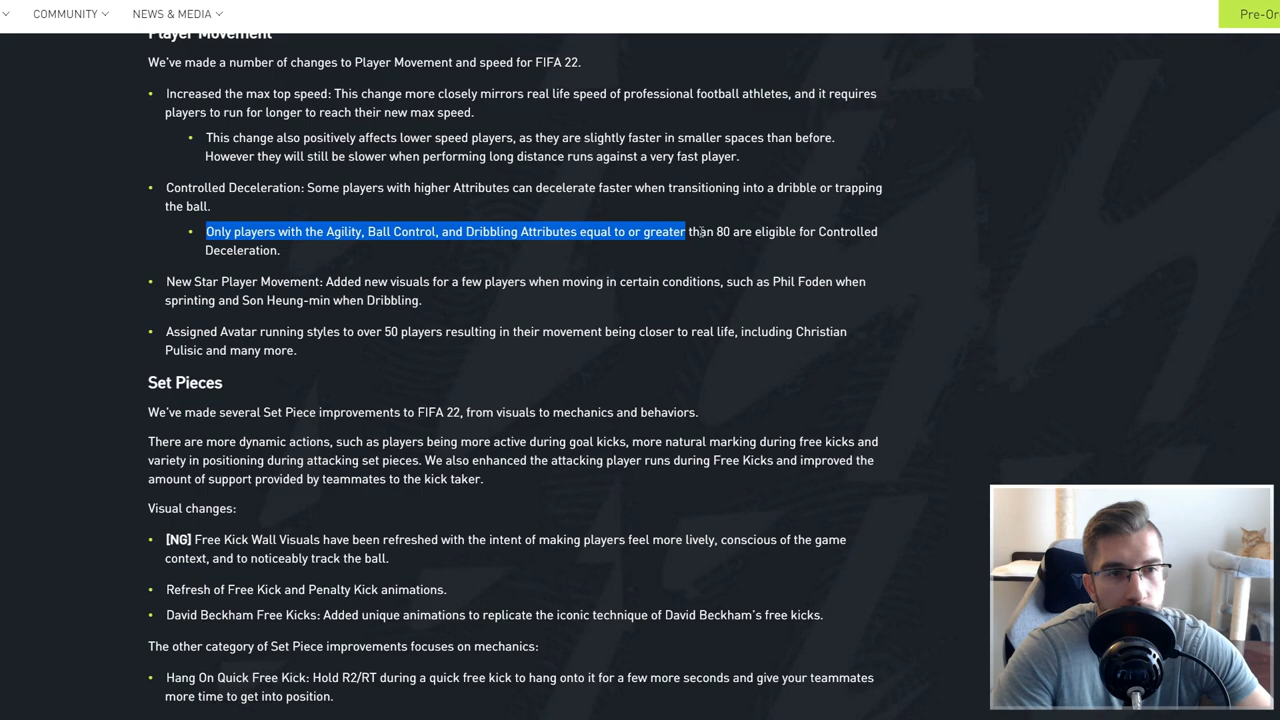 COMMUNITY NEWS & MEDIA Pre-Or
Player Movement
We've made a number of changes to Player Movement and speed for FIFA 22.
• Increased the max top speed: This change more closely mirrors real life speed of professional football athletes, and it requires
players to run for longer to reach their new max speed.
• This change also positively affects lower speed players, as they are slightly faster in smaller spaces than before.
However they will still be slower when performing long distance runs against a very fast player.
• Controlled Deceleration: Some players with higher Attributes can decelerate faster when transitioning into a dribble or trapping
the ball.
• Only players with the Agility, Ball Control, and Dribbling Attributes equal to or greater than 80 are eligible for Controlled
Deceleration.
• New Star Player Movement: Added new visuals for a few players when moving in certain conditions, such as Phil Foden when
sprinting and Son Heung-min when Dribbling.
• Assigned Avatar running styles to over 50 players resulting in their movement being closer to real life, including Christian
Pulisic and many more.
Set Pieces
We've made several Set Piece improvements to FIFA 22, from visuals to mechanics and behaviors.
There are more dynamic actions, such as players being more active during goal kicks, more natural marking during free kicks and
variety in positioning during attacking set pieces. We also enhanced the attacking player runs during Free Kicks and improved the
amount of support provided by teammates to the kick taker.
Visual changes:
• [NG] Free Kick Wall Visuals have been refreshed with the intent of making players feel more lively, conscious of the game
context, and to noticeably track the ball.
• Refresh of Free Kick and Penalty Kick animations.
• David Beckham Free Kicks: Added unique animations to replicate the iconic technique of David Beckham's free kicks.
The other category of Set Piece improvements focuses on mechanics:
• Hang On Quick Free Kick: Hold R2/RT during a quick free kick to hang onto it for a few more seconds and give your teammates
more time to get into position.